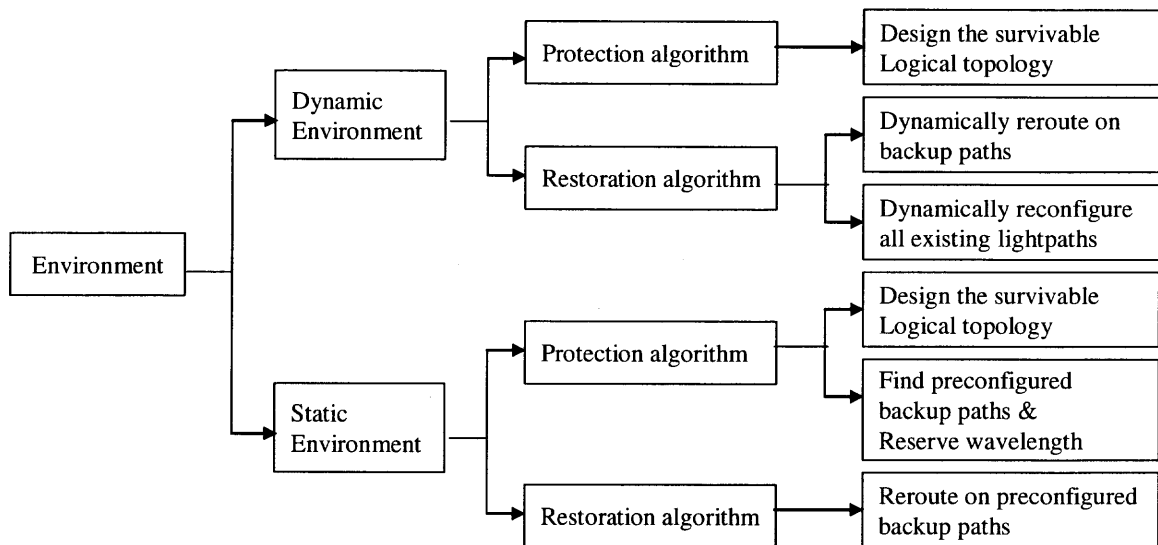 Environment
Dynamic
Environment
Static
Environment
Protection algorithm
Restoration algorithm
Protection algorithm
Restoration algorithm
Design the survivable
Logical topology
Dynamically reroute on
backup paths
Dynamically reconfigure
all existing lightpaths
Design the survivable
Logical topology
Find preconfigured
backup paths &
Reserve wavelength
Reroute on preconfigured
backup paths